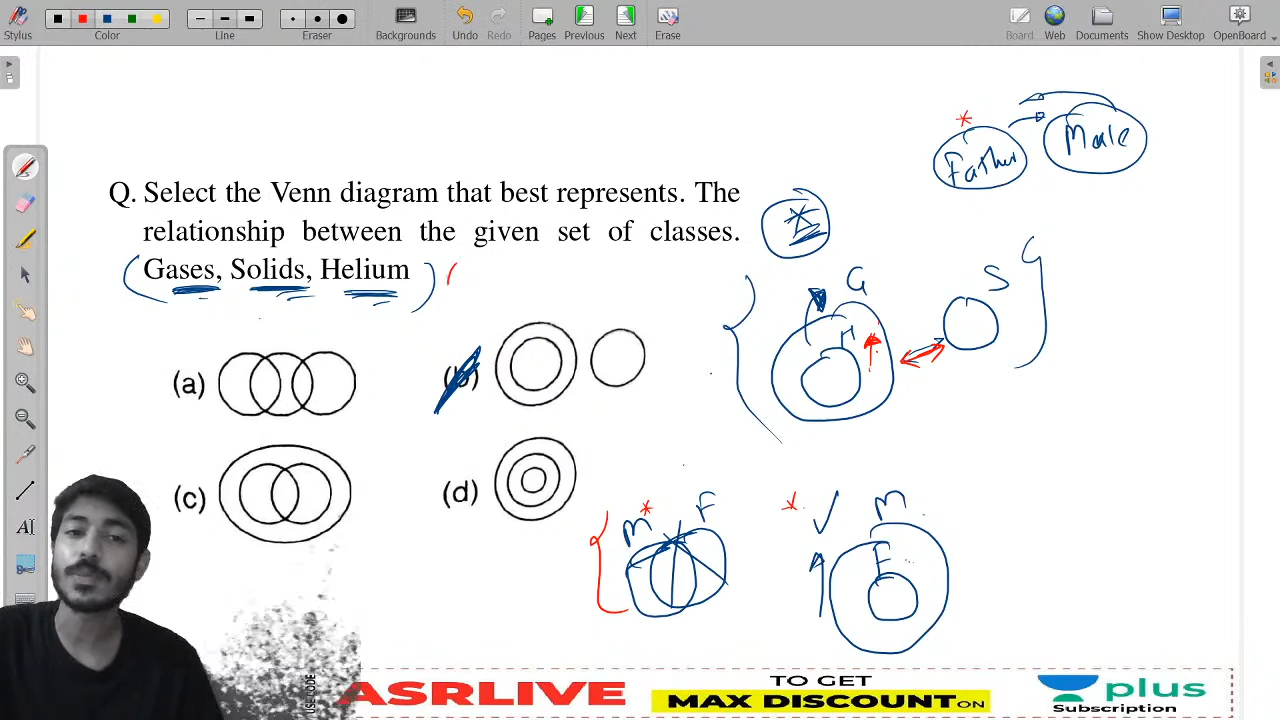 Stylus
Color
Line
Eraser
Backgrounds
Undo
Redo
Pages
Previous
Next
Erase
Board
Web
Documents
Show Desktop
OpenBoard
Father
Male
Q. Select the Venn diagram that best represents. The
relationship between the given set of classes.
Gases, Solids, Helium
G
H
S
(a)
(b)
(c)
(d)
M
F
M
F
USE CODE
ASRLIVE
TO GET
MAX DISCOUNT ON
plus
Subscription